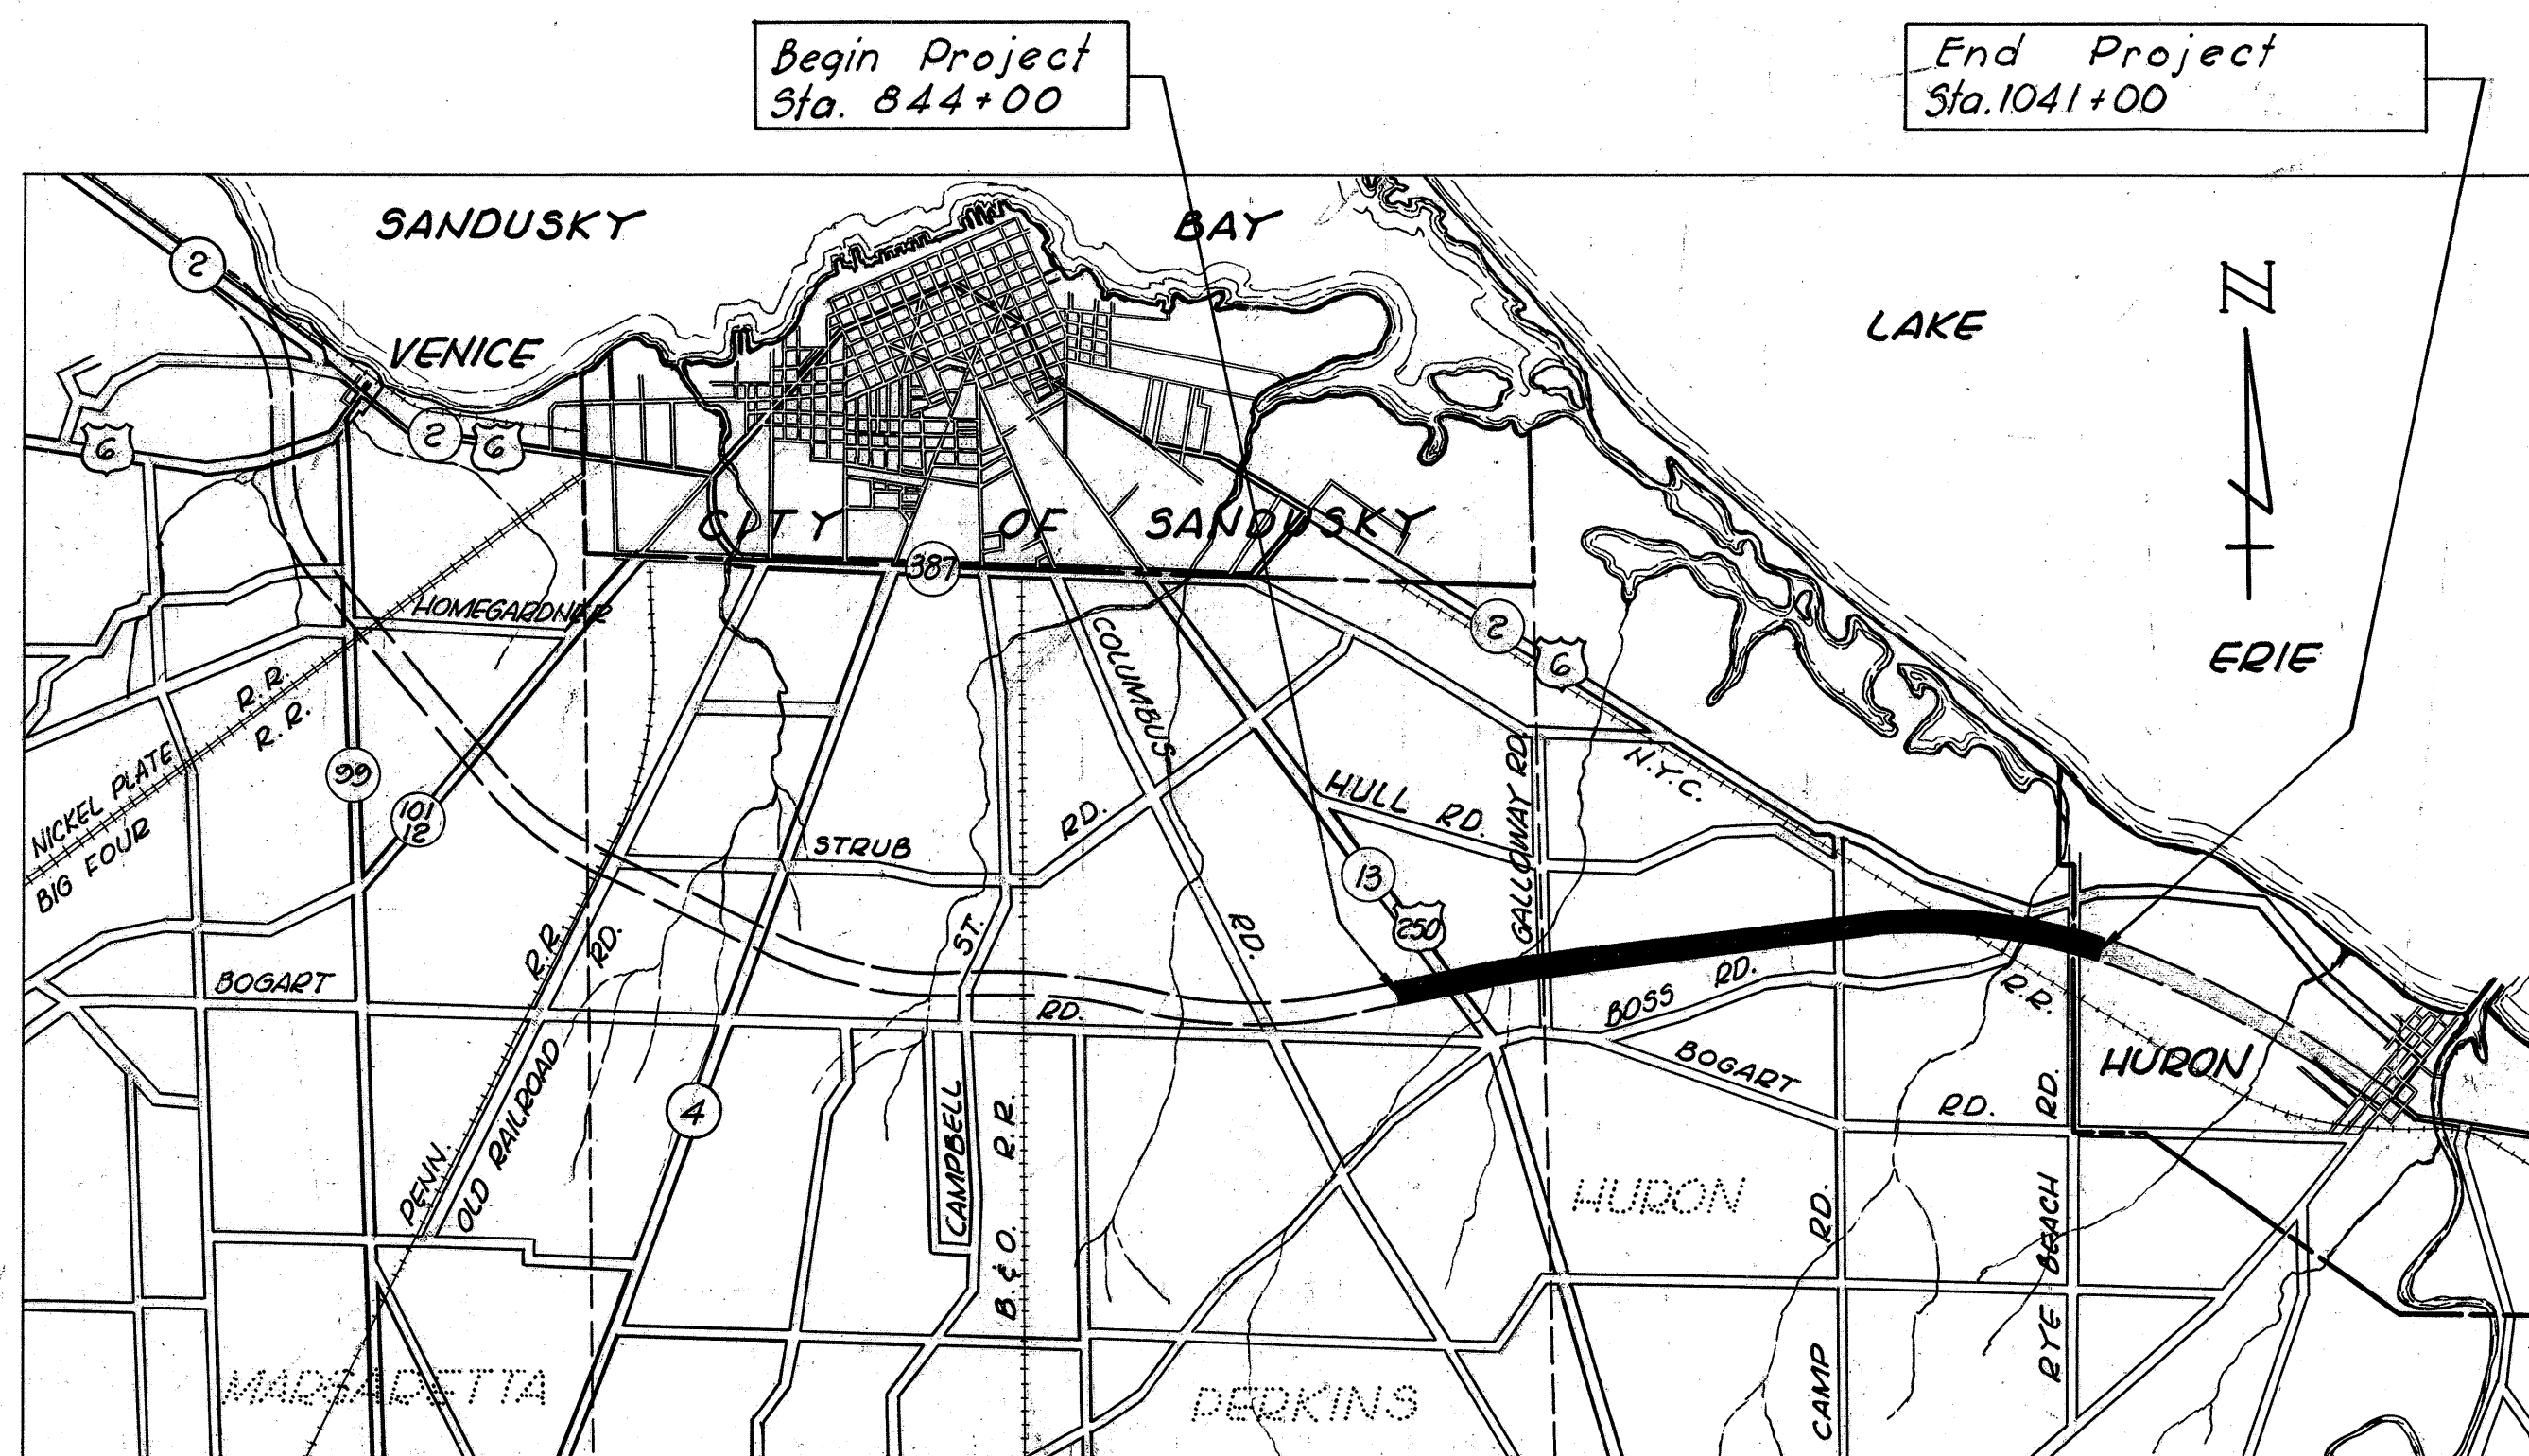 Begin Project
Sta. 844+00
End Project
Sta. 1041+00
SANDUSKY
BAY
2
LAKE
VENICE
2
6
6
CITY OF SANDUSKY
387
HOMEGARDNER
2
6
ERIE
COLUMBUS
R.R.
R.R.
NICKEL PLATE
BIG FOUR
99
101
12
N.Y.C.
HULL RD.
GALLOWAY RD.
RD.
STRUB
13
250
ST.
RD.
R.R.
RD.
BOGART
RD.
BOSS RD.
R.R.
BOGART
RD.
HURON
RD.
4
CAMPBELL
B. & O. R.R.
PENN.
OLD RAILROAD
HURON
RD.
RYE BEACH
CAMP
MARGARETTA
PERKINS
N